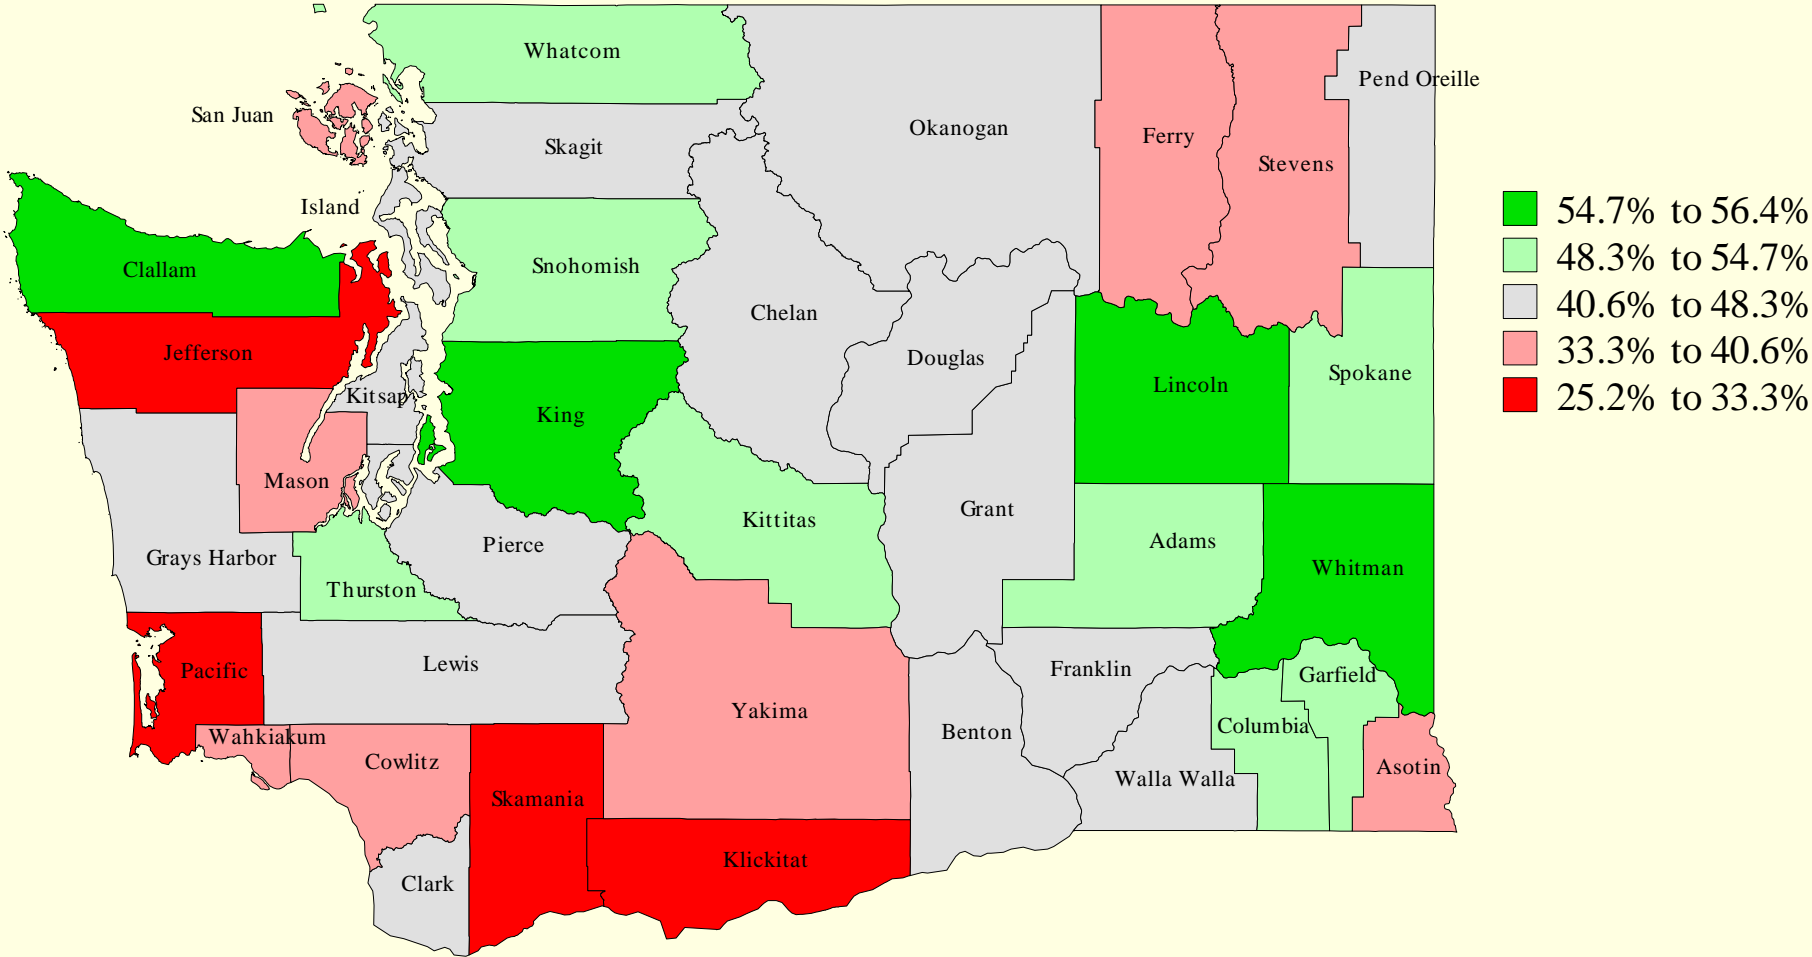 Whatcom
Pend Oreille
San Juan
Okanogan
Ferry
Skagit
Stevens
Island
54.7% to 56.4%
48.3% to 54.7%
40.6% to 48.3%
33.3% to 40.6%
25.2% to 33.3%
Clallam
Snohomish
Chelan
Jefferson
Douglas
Spokane
Lincoln
Kitsap
King
Mason
Grant
Kittitas
Adams
Pierce
Grays Harbor
Whitman
Thurston
Lewis
Pacific
Franklin
Garfield
Yakima
Columbia
Benton
Wahkiakum
Cowlitz
Asotin
Walla Walla
Skamania
Klickitat
Clark